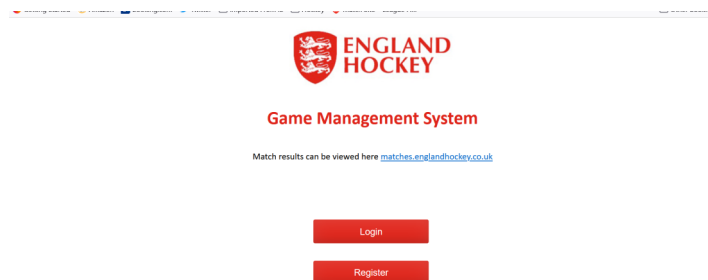 ENGLAND
HOCKEY
Game Management System
Match results can be viewed here matches.englandhockey.co.uk
Login
Register